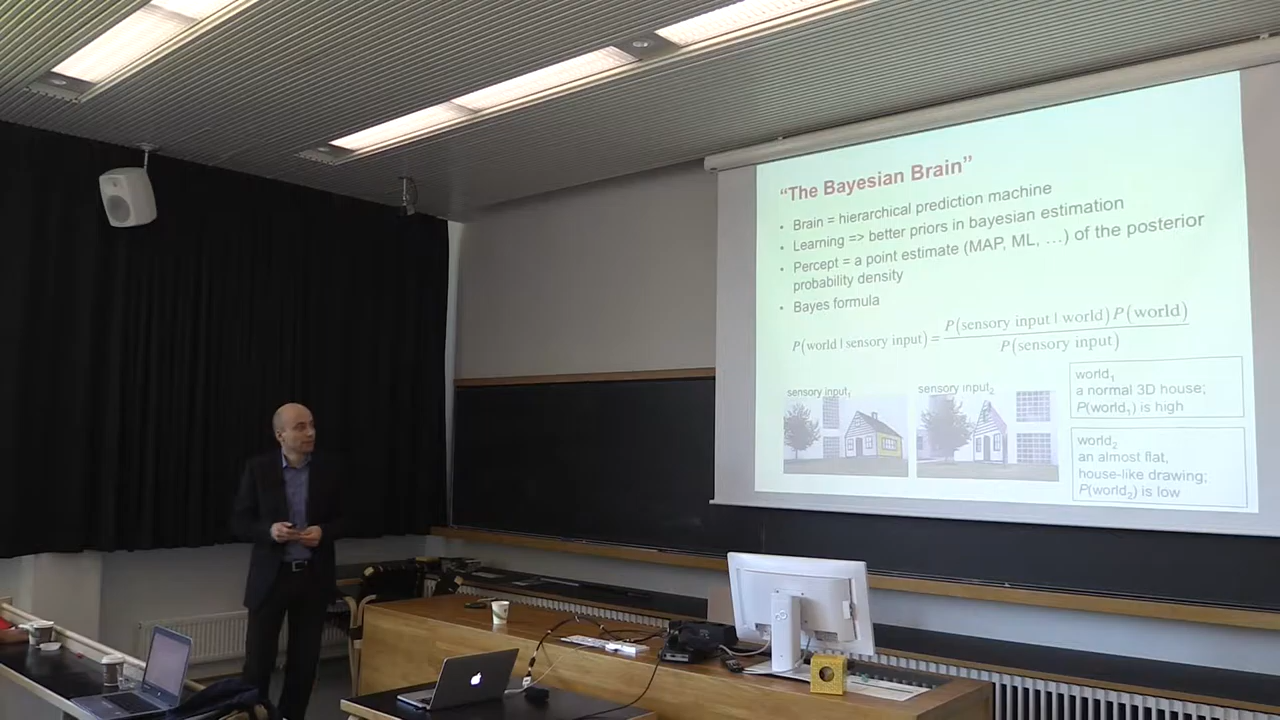 “The Bayesian Brain”
• Brain = hierarchical prediction machine
• Learning => better priors in bayesian estimation
• Percept = a point estimate (MAP, ML, …) of the posterior
probability density
• Bayes formula
P(world | sensory input) = P(sensory input | world) P(world)
P(sensory input)
sensory input₁
sensory input₂
world₁
a normal 3D house;
P(world₁) is high
world₂
an almost flat,
house-like drawing;
P(world₂) is low